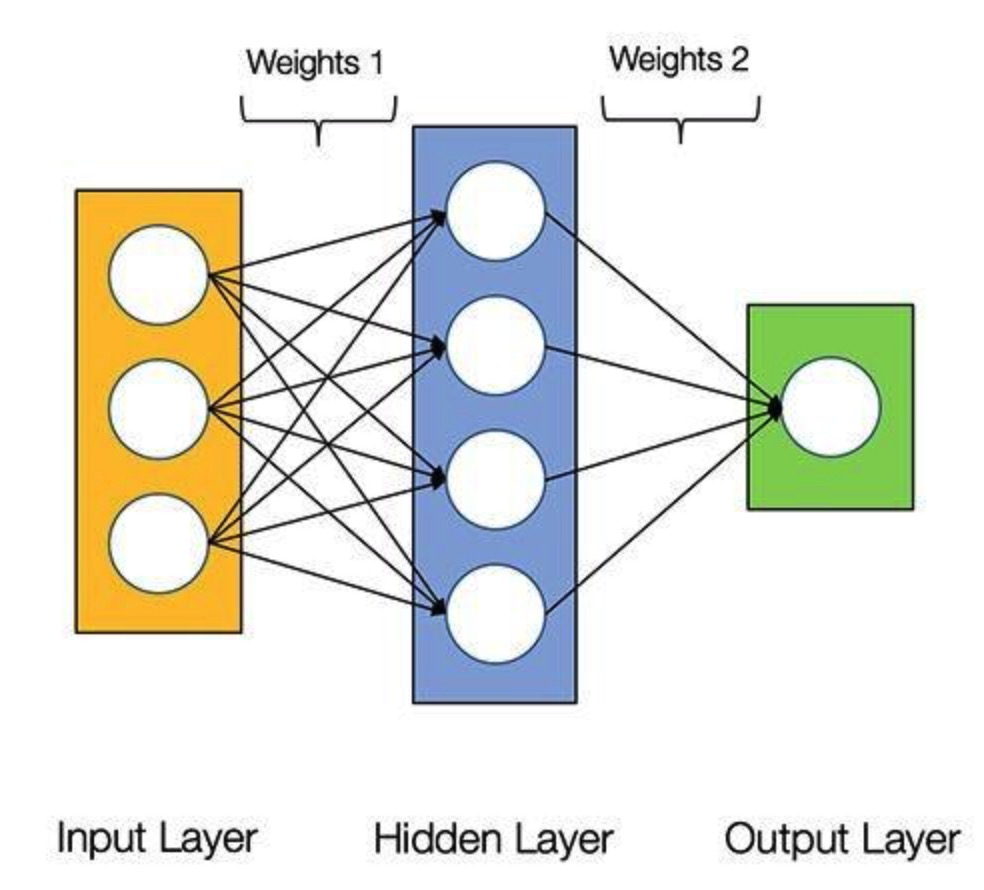 Weights 1
Weights 2
Input Layer
Hidden Layer
Output Layer